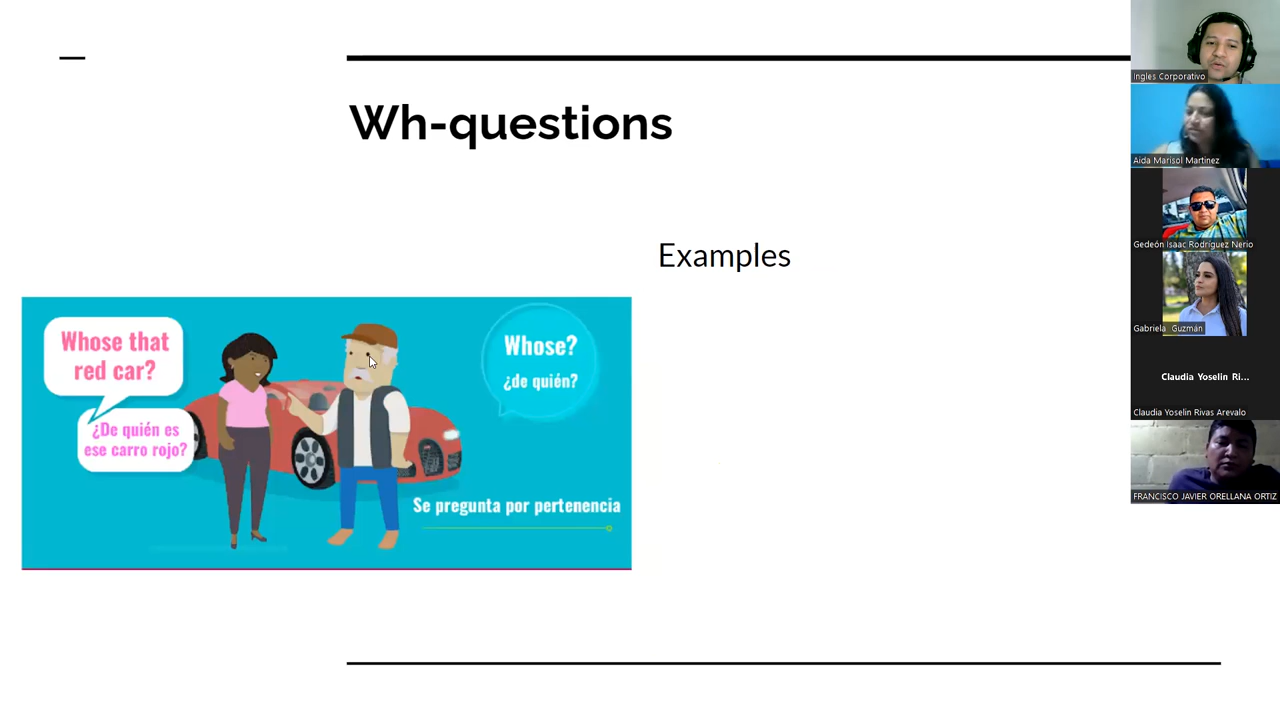 Wh-questions
Examples
Whose that
red car?
¿De quién es
ese carro rojo?
Whose?
¿de quién?
Se pregunta por pertenencia
Ingles Corporativo
Aida Marisol Martinez
Gedeón Isaac Rodríguez Nerio
Gabriela Guzmán
Claudia Yoselin Ri...
Claudia Yoselin Rivas Arevalo
FRANCISCO JAVIER ORELLANA ORTIZ